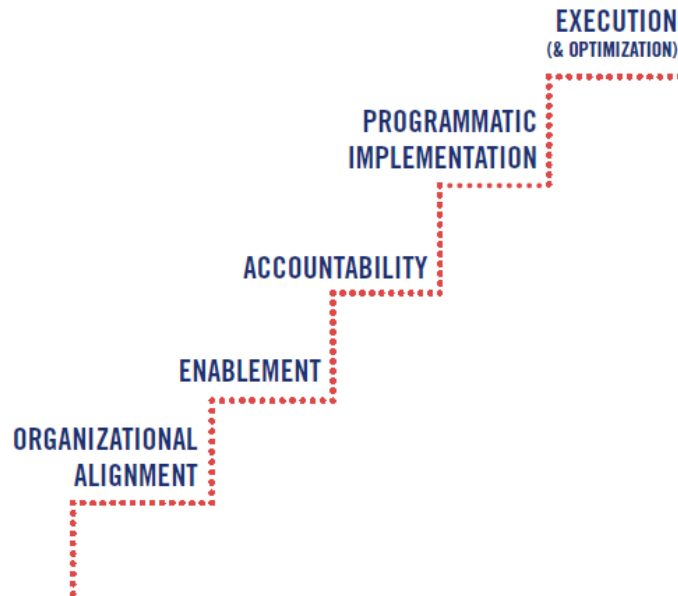 EXECUTION
(& OPTIMIZATION)
PROGRAMMATIC
IMPLEMENTATION
ACCOUNTABILITY
ENABLEMENT
ORGANIZATIONAL
ALIGNMENT